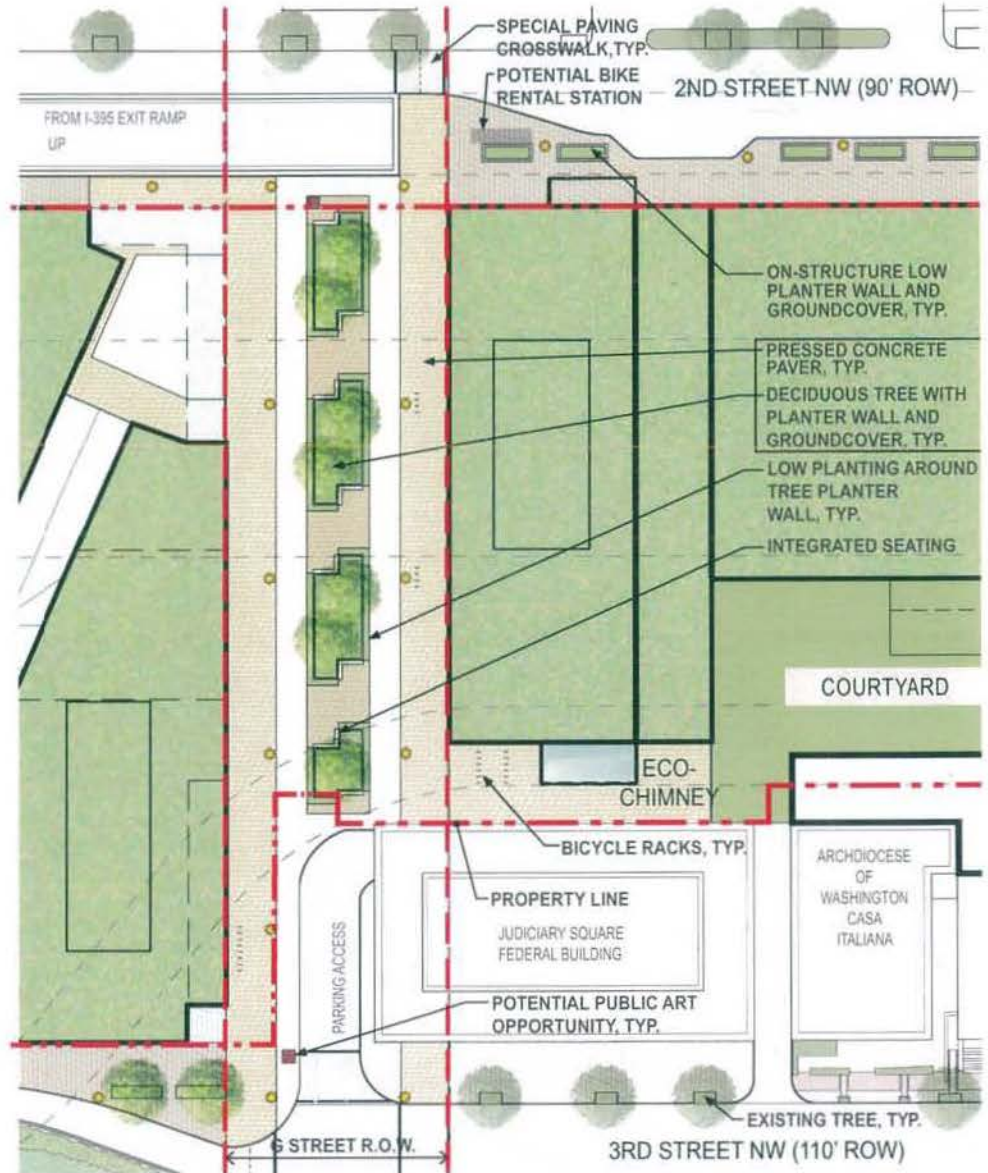 SPECIAL PAVING
CROSSWALK, TYP.
POTENTIAL BIKE
RENTAL STATION
2ND STREET NW (90' ROW)
FROM I-395 EXIT RAMP
UP
ON-STRUCTURE LOW
PLANTER WALL AND
GROUNDCOVER, TYP.
PRESSED CONCRETE
PAVER, TYP.
DECIDUOUS TREE WITH
PLANTER WALL AND
GROUNDCOVER, TYP.
LOW PLANTING AROUND
TREE PLANTER
WALL, TYP.
INTEGRATED SEATING
COURTYARD
ECO-
CHIMNEY
BICYCLE RACKS, TYP.
PROPERTY LINE
JUDICIARY SQUARE
FEDERAL BUILDING
ARCHDIOCESE
OF
WASHINGTON
CASA
ITALIANA
PARKING ACCESS
POTENTIAL PUBLIC ART
OPPORTUNITY, TYP.
EXISTING TREE, TYP.
G STREET R.O.W.
3RD STREET NW (110' ROW)